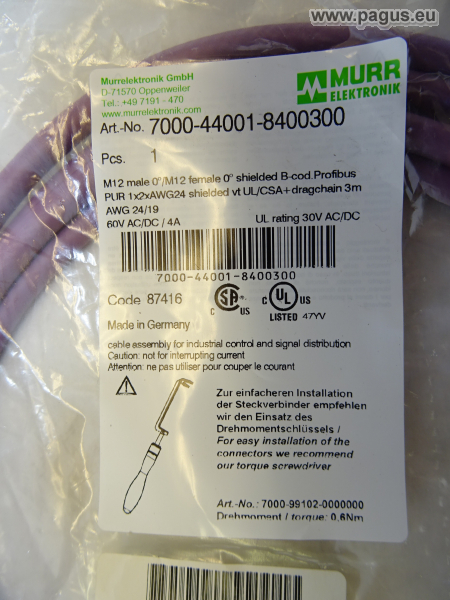 © www.pagus.eu
Murrelektronik GmbH
D-71570 Oppenweiler
Tel.: +49 7191 - 470
www.murrelektronik.com
MURR
ELEKTRONIK
Art.-No. 7000-44001-8400300
Pcs. 1
M12 male 0°/M12 female 0° shielded B-cod.Profibus
PUR 1x2xAWG24 shielded vt UL/CSA+dragchain 3m
AWG 24/19
60V AC/DC / 4A UL rating 30V AC/DC
7000-44001-8400300
Code 87416
C SA US
C UL US
LISTED 47YV
Made in Germany
cable assembly for industrial control and signal distribution
Caution: not for interrupting current
Attention: ne pas utiliser pour couper le courant
Zur einfacheren Installation
der Steckverbinder empfehlen
wir den Einsatz des
Drehmomentschlüssels /
For easy installation of the
connectors we recommend
our torque screwdriver
Art.-No.: 7000-99102-0000000
Drehmoment / torque: 0,6Nm